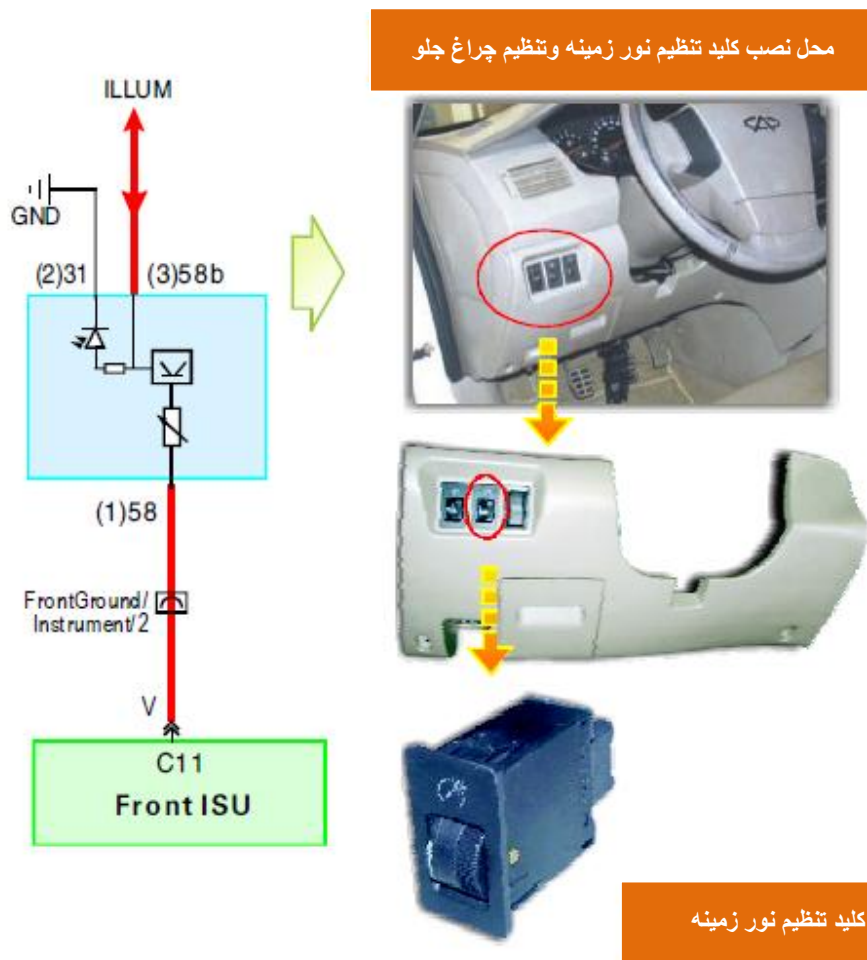 محل نصب کلید تنظیم نور زمینه وتنظیم چراغ جلو
ILLUM
GND
(2)31
(3)58b
(1)58
FrontGround/
Instrument/2
V
C11
Front ISU
کلید تنظیم نور زمینه